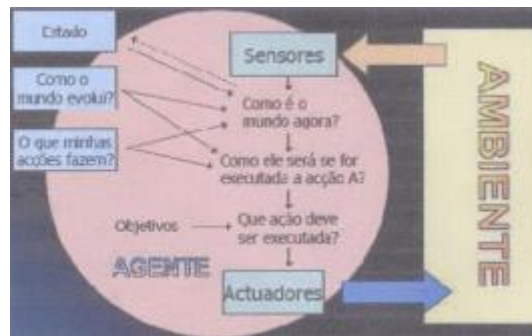 Estado
Sensores
Como o
mundo evolui?
Como é o
mundo agora?
O que minhas
acções fazem?
Como ele será se for
executada a acção A?
Objetivos
Que ação deve
ser executada?
AGENTE
Actuadores
AMBIENTE